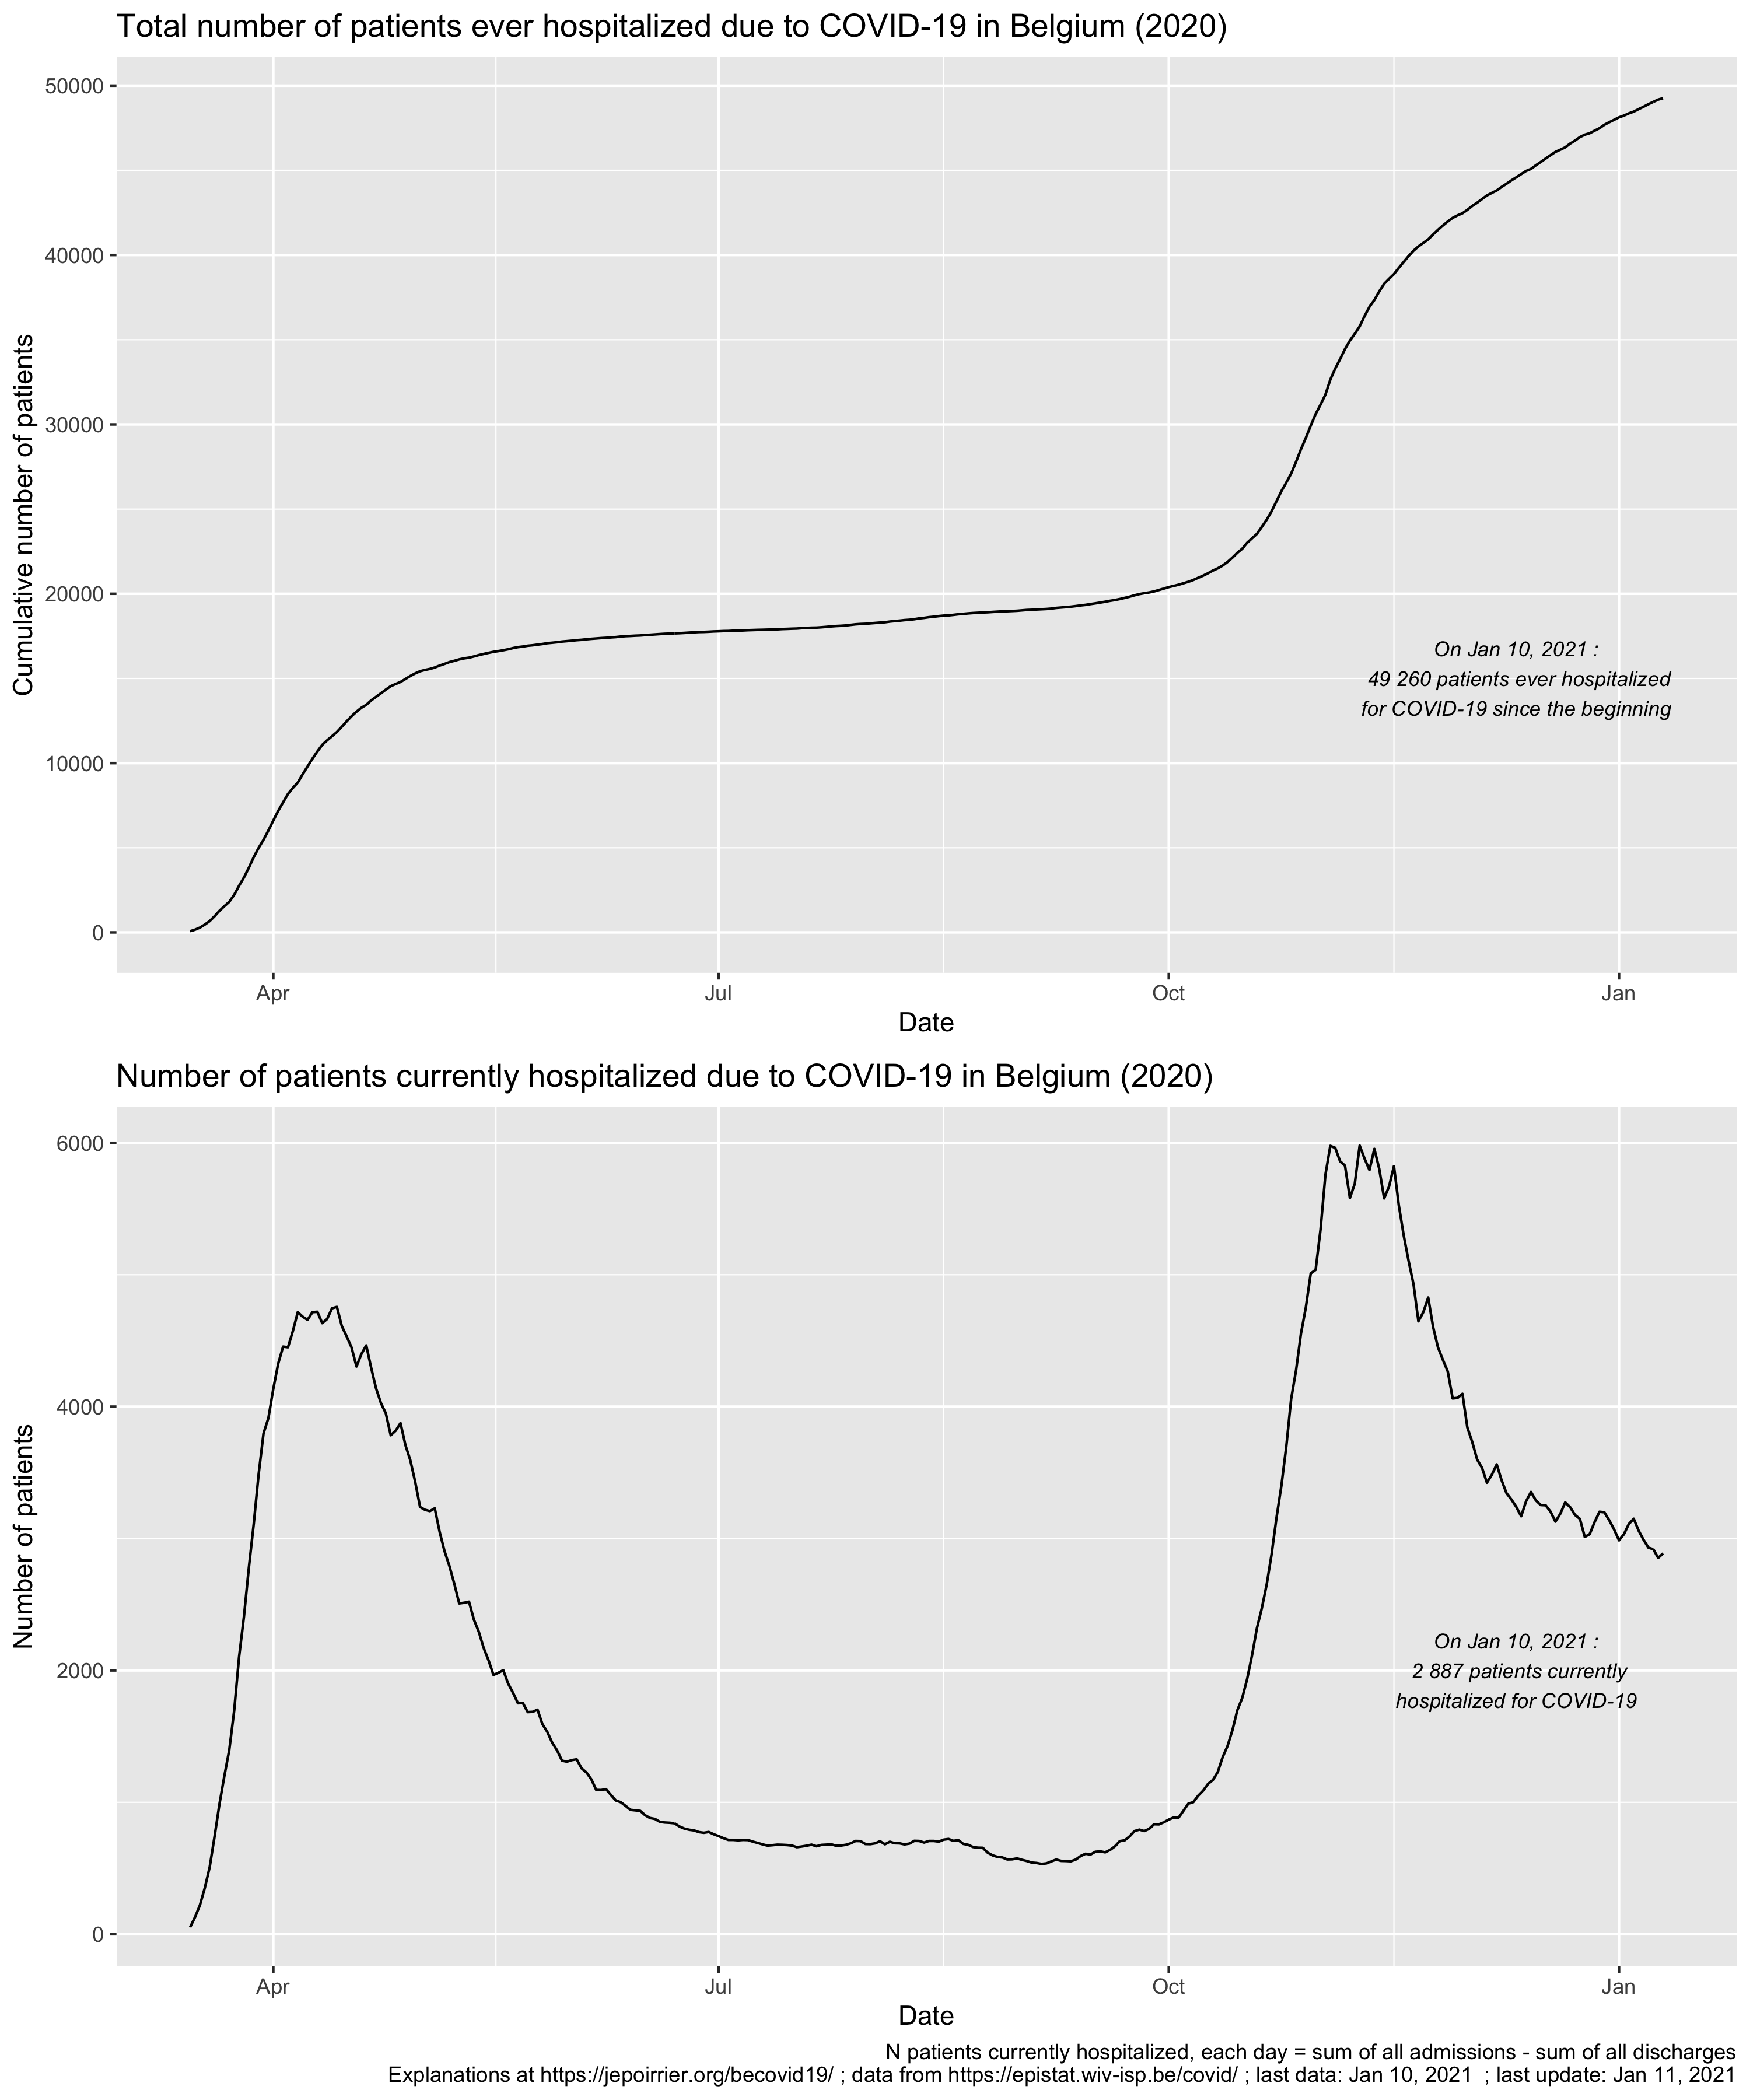 Total number of patients ever hospitalized due to COVID-19 in Belgium (2020)
50000
40000
30000
20000
10000
0
Cumulative number of patients
On Jan 10, 2021 :
49 260 patients ever hospitalized
for COVID-19 since the beginning
Apr Jul Oct Jan
Date
Number of patients currently hospitalized due to COVID-19 in Belgium (2020)
6000
4000
2000
0
Number of patients
On Jan 10, 2021 :
2 887 patients currently
hospitalized for COVID-19
Apr Jul Oct Jan
Date
N patients currently hospitalized, each day = sum of all admissions - sum of all discharges
Explanations at https://jepoirrier.org/becovid19/ ; data from https://epistat.wiv-isp.be/covid/ ; last data: Jan 10, 2021 ; last update: Jan 11, 2021